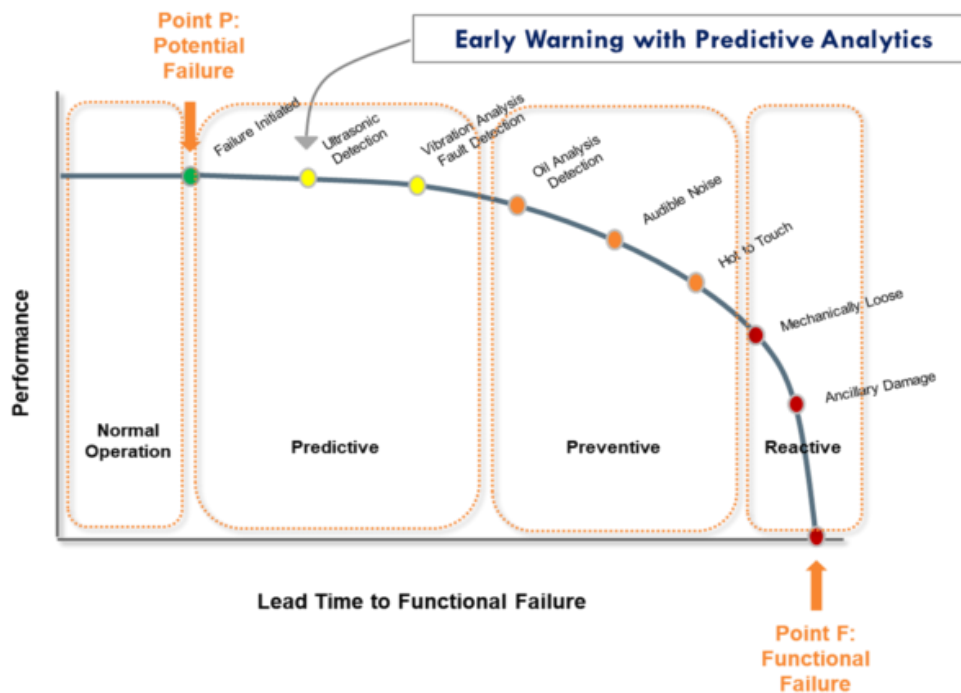 Point P:
Potential
Failure
Early Warning with Predictive Analytics
Failure Initiated
Ultrasonic
Detection
Vibration Analysis
Fault Detection
Oil Analysis
Detection
Audible Noise
Hot to Touch
Mechanically Loose
Ancillary Damage
Performance
Normal
Operation
Predictive
Preventive
Reactive
Lead Time to Functional Failure
Point F:
Functional
Failure